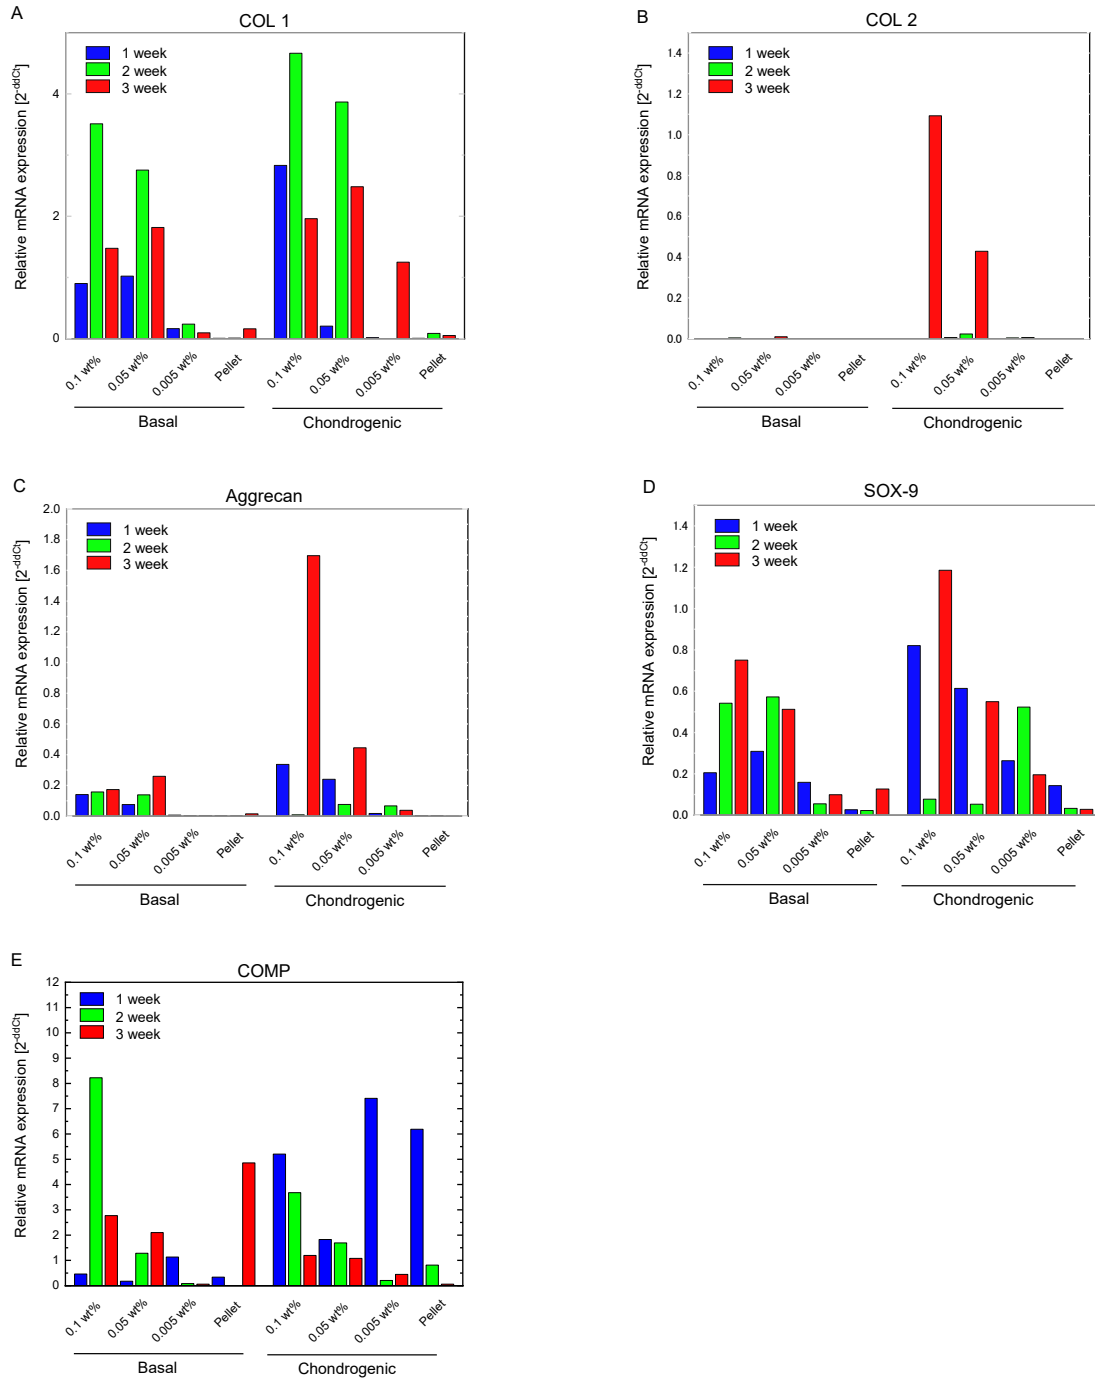 A
COL 1
1 week
2 week
3 week
Relative mRNA expression [2^-ddCt]
4
2
0
0.1 wt%
0.05 wt%
0.005 wt%
Pellet
0.1 wt%
0.05 wt%
0.005 wt%
Pellet
Basal
Chondrogenic
B
COL 2
1 week
2 week
3 week
Relative mRNA expression [2^-ddCt]
1.4
1.2
1.0
0.8
0.6
0.4
0.2
0.0
0.1 wt%
0.05 wt%
0.005 wt%
Pellet
0.1 wt%
0.05 wt%
0.005 wt%
Pellet
Basal
Chondrogenic
C
Aggrecan
1 week
2 week
3 week
Relative mRNA expression [2^-ddCt]
2.0
1.8
1.6
1.4
1.2
1.0
0.8
0.6
0.4
0.2
0.0
0.1 wt%
0.05 wt%
0.005 wt%
Pellet
0.1 wt%
0.05 wt%
0.005 wt%
Pellet
Basal
Chondrogenic
D
SOX-9
1 week
2 week
3 week
Relative mRNA expression [2^-ddCt]
1.4
1.2
1.0
0.8
0.6
0.4
0.2
0.0
0.1 wt%
0.05 wt%
0.005 wt%
Pellet
0.1 wt%
0.05 wt%
0.005 wt%
Pellet
Basal
Chondrogenic
E
COMP
1 week
2 week
3 week
Relative mRNA expression [2^-ddCt]
12
11
10
9
8
7
6
5
4
3
2
1
0
0.1 wt%
0.05 wt%
0.005 wt%
Pellet
0.1 wt%
0.05 wt%
0.005 wt%
Pellet
Basal
Chondrogenic